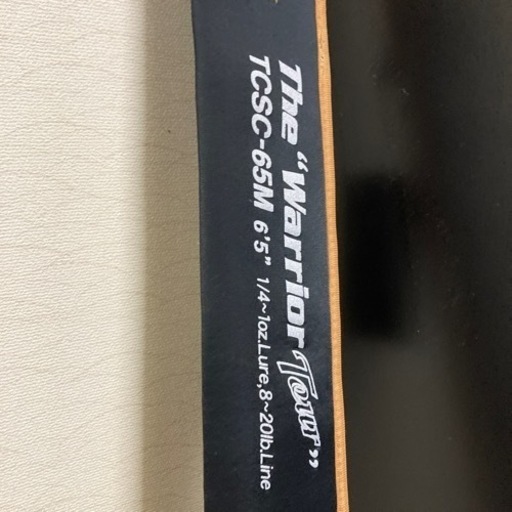 The “Warrior Tour”
TCSC-65M 6'5” 1/4~1oz.Lure,8~20lb.Line